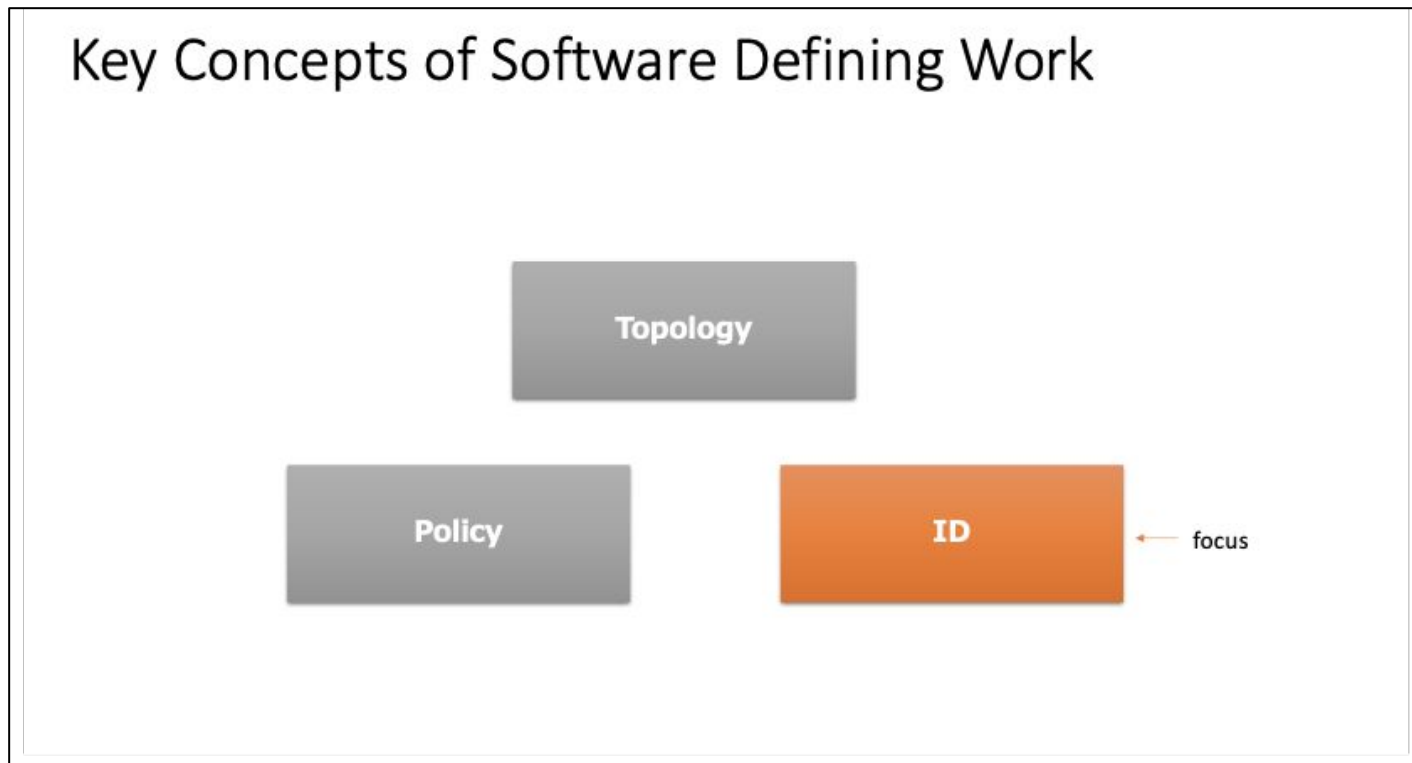 Key Concepts of Software Defining Work
Topology
Policy
ID
focus